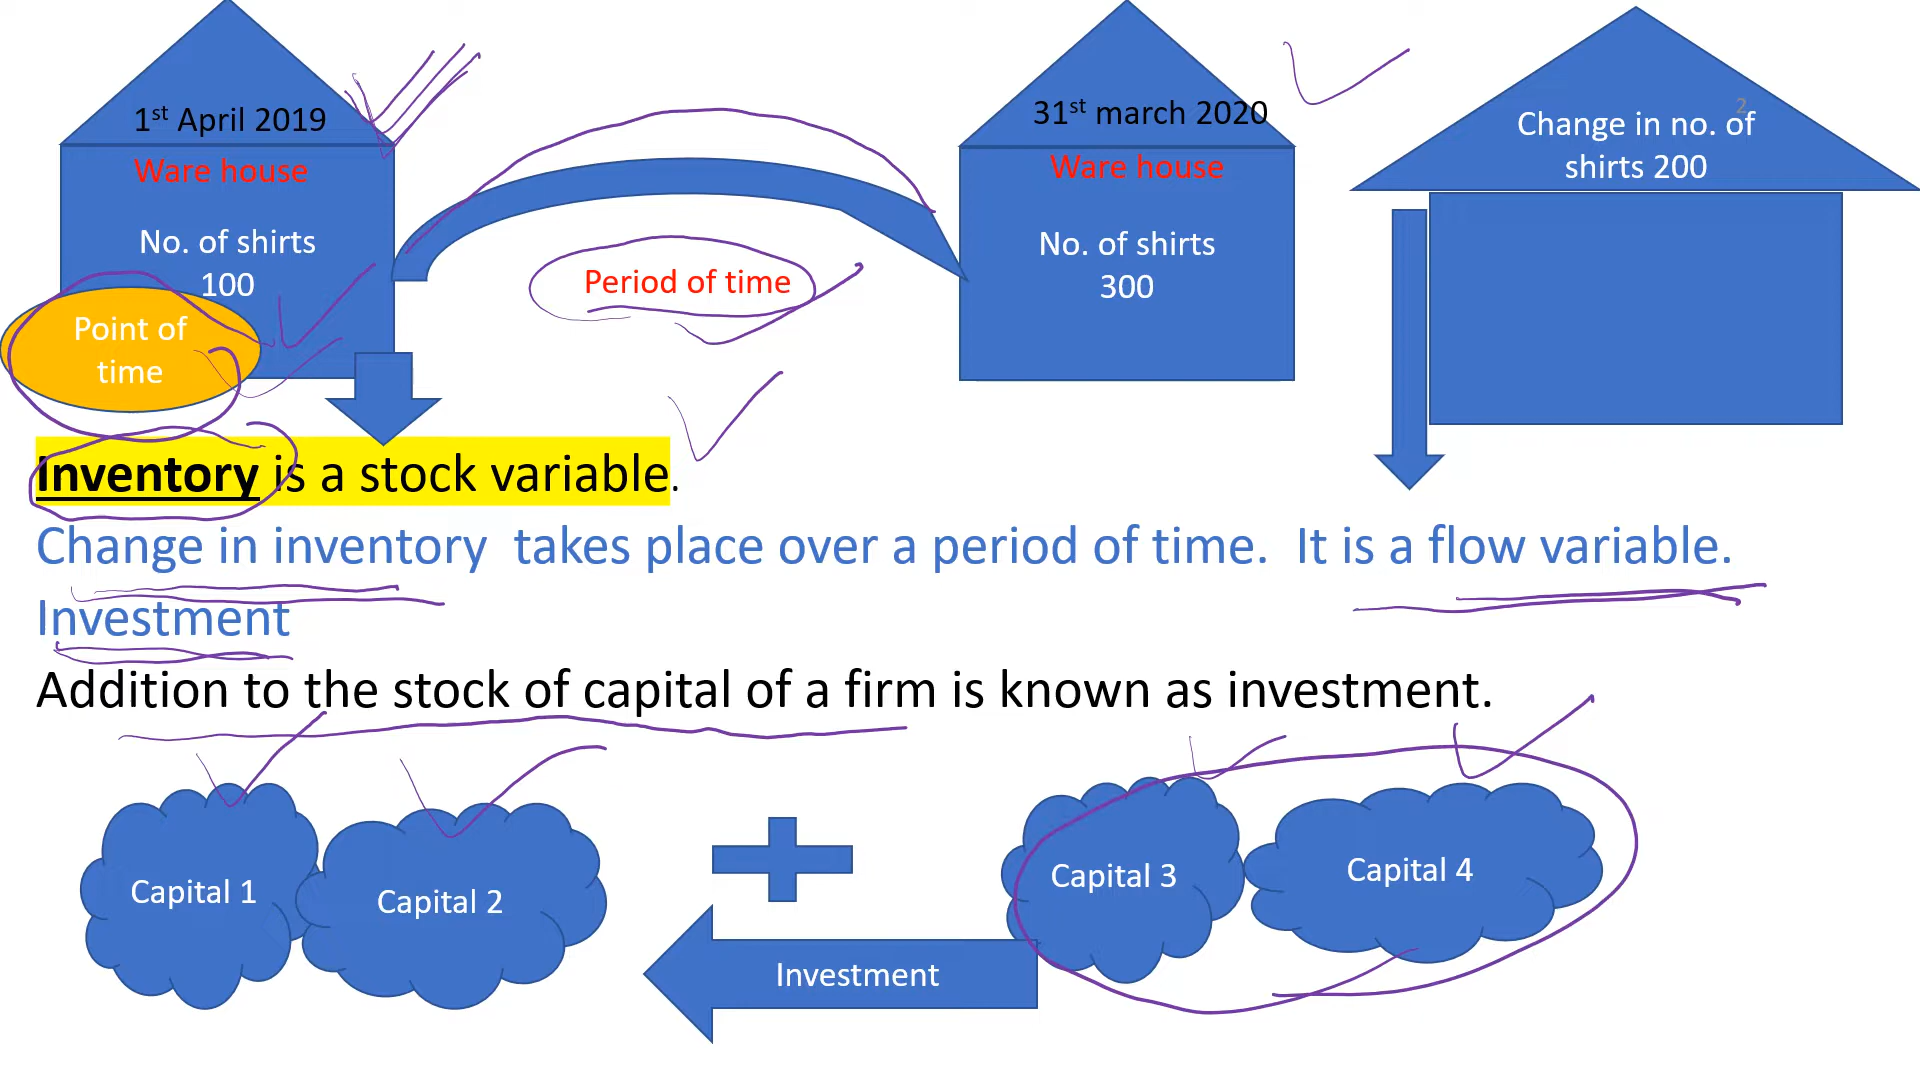 1st April 2019
Ware house
No. of shirts
100
Point of
time
Period of time
31st march 2020
Ware house
No. of shirts
300
2
Change in no. of
shirts 200
Inventory is a stock variable.
Change in inventory takes place over a period of time. It is a flow variable.
Investment
Addition to the stock of capital of a firm is known as investment.
Capital 1
Capital 2
Capital 3
Capital 4
Investment